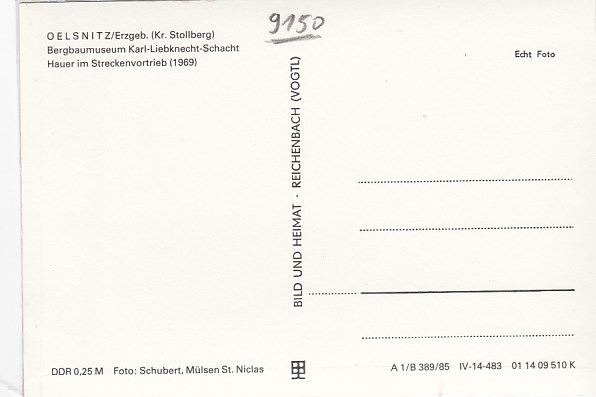 9150
OELSNITZ/Erzgeb. (Kr. Stollberg)
Bergbaumuseum Karl-Liebknecht-Schacht
Hauer im Streckenvortrieb (1969)
Echt Foto
BILD UND HEIMAT · REICHENBACH (VOGTL)
DDR 0,25 M Foto: Schubert, Mülsen St. Niclas
A 1/B 389/85 IV-14-483 01 14 09 510 K